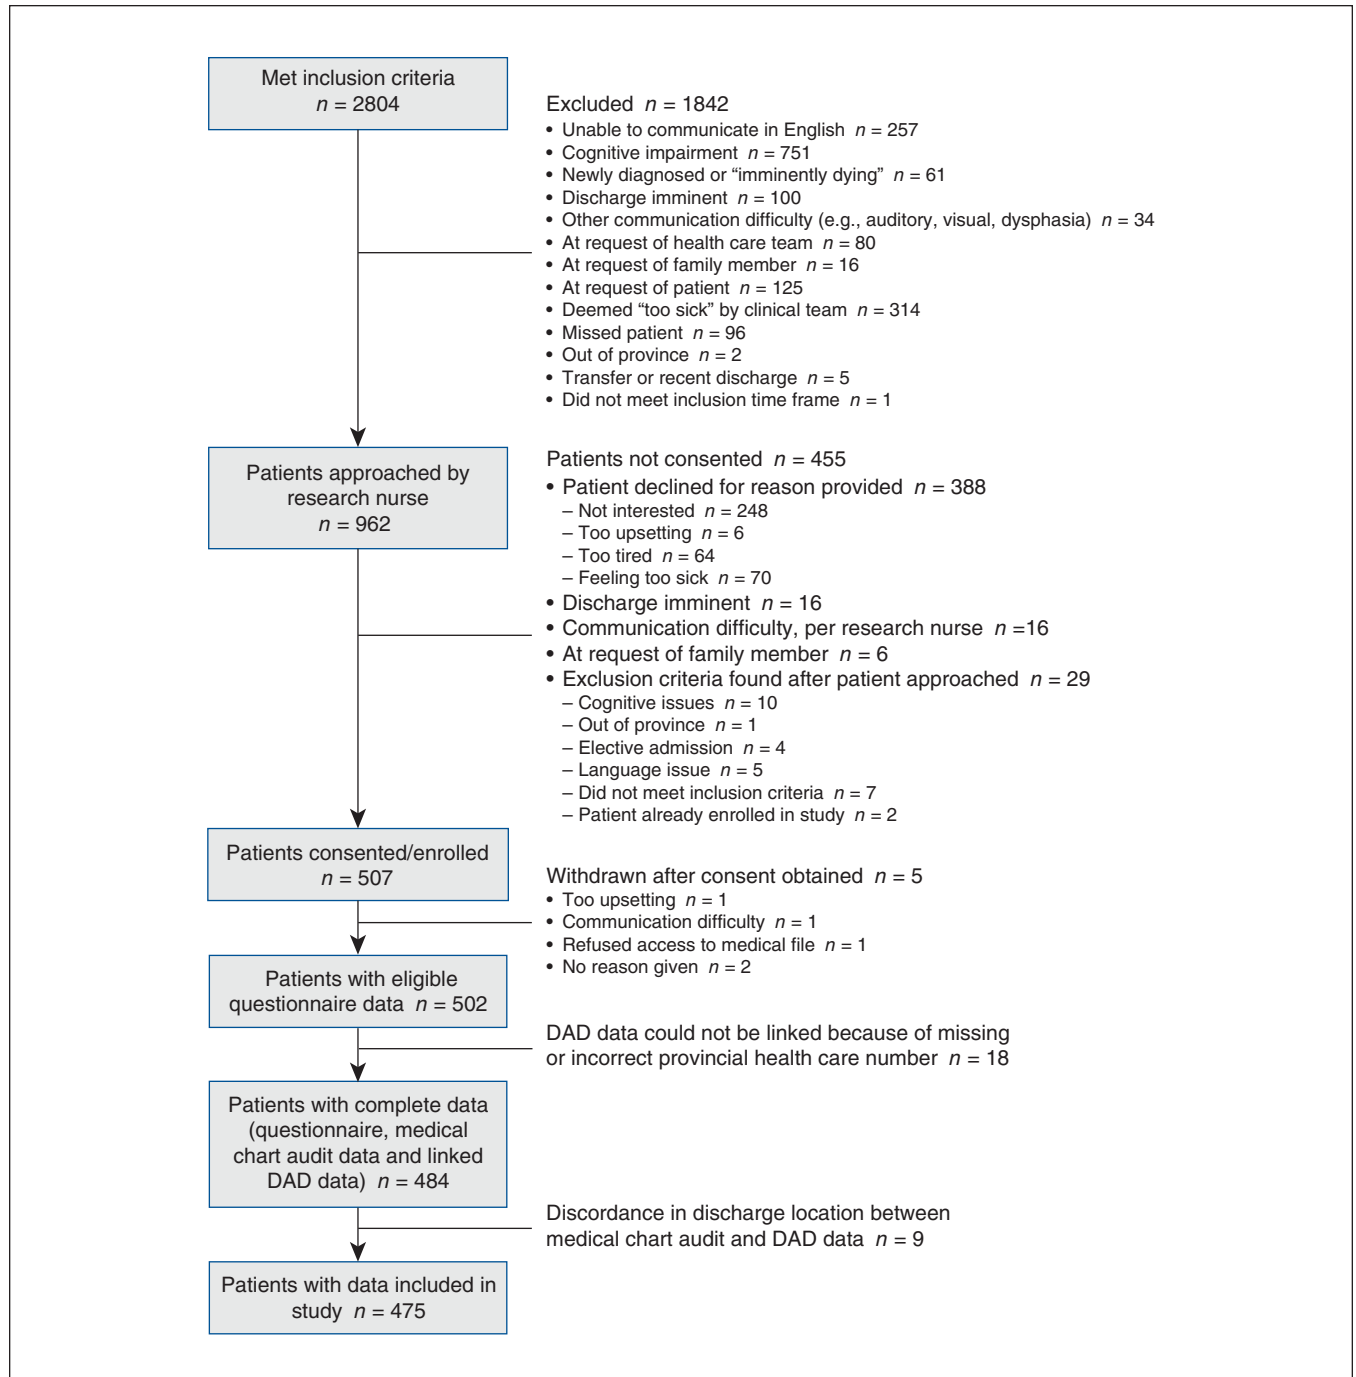 Met inclusion criteria
n = 2804
Excluded n = 1842
• Unable to communicate in English n = 257
• Cognitive impairment n = 751
• Newly diagnosed or “imminently dying” n = 61
• Discharge imminent n = 100
• Other communication difficulty (e.g., auditory, visual, dysphasia) n = 34
• At request of health care team n = 80
• At request of family member n = 16
• At request of patient n = 125
• Deemed “too sick” by clinical team n = 314
• Missed patient n = 96
• Out of province n = 2
• Transfer or recent discharge n = 5
• Did not meet inclusion time frame n = 1
Patients approached by
research nurse
n = 962
Patients not consented n = 455
• Patient declined for reason provided n = 388
– Not interested n = 248
– Too upsetting n = 6
– Too tired n = 64
– Feeling too sick n = 70
• Discharge imminent n = 16
• Communication difficulty, per research nurse n =16
• At request of family member n = 6
• Exclusion criteria found after patient approached n = 29
– Cognitive issues n = 10
– Out of province n = 1
– Elective admission n = 4
– Language issue n = 5
– Did not meet inclusion criteria n = 7
– Patient already enrolled in study n = 2
Patients consented/enrolled
n = 507
Withdrawn after consent obtained n = 5
• Too upsetting n = 1
• Communication difficulty n = 1
• Refused access to medical file n = 1
• No reason given n = 2
Patients with eligible
questionnaire data n = 502
DAD data could not be linked because of missing
or incorrect provincial health care number n = 18
Patients with complete data
(questionnaire, medical
chart audit data and linked
DAD data) n = 484
Discordance in discharge location between
medical chart audit and DAD data n = 9
Patients with data included in
study n = 475